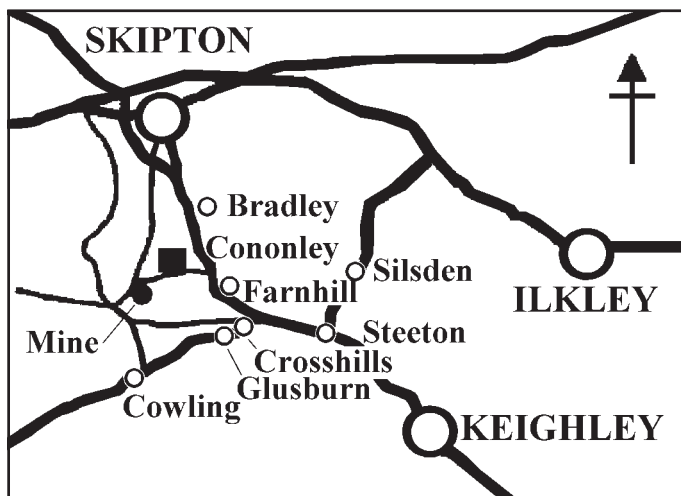 SKIPTON
Bradley
Cononley
Silsden
Farnhill
ILKLEY
Mine
Steeton
Crosshills
Glusburn
Cowling
KEIGHLEY